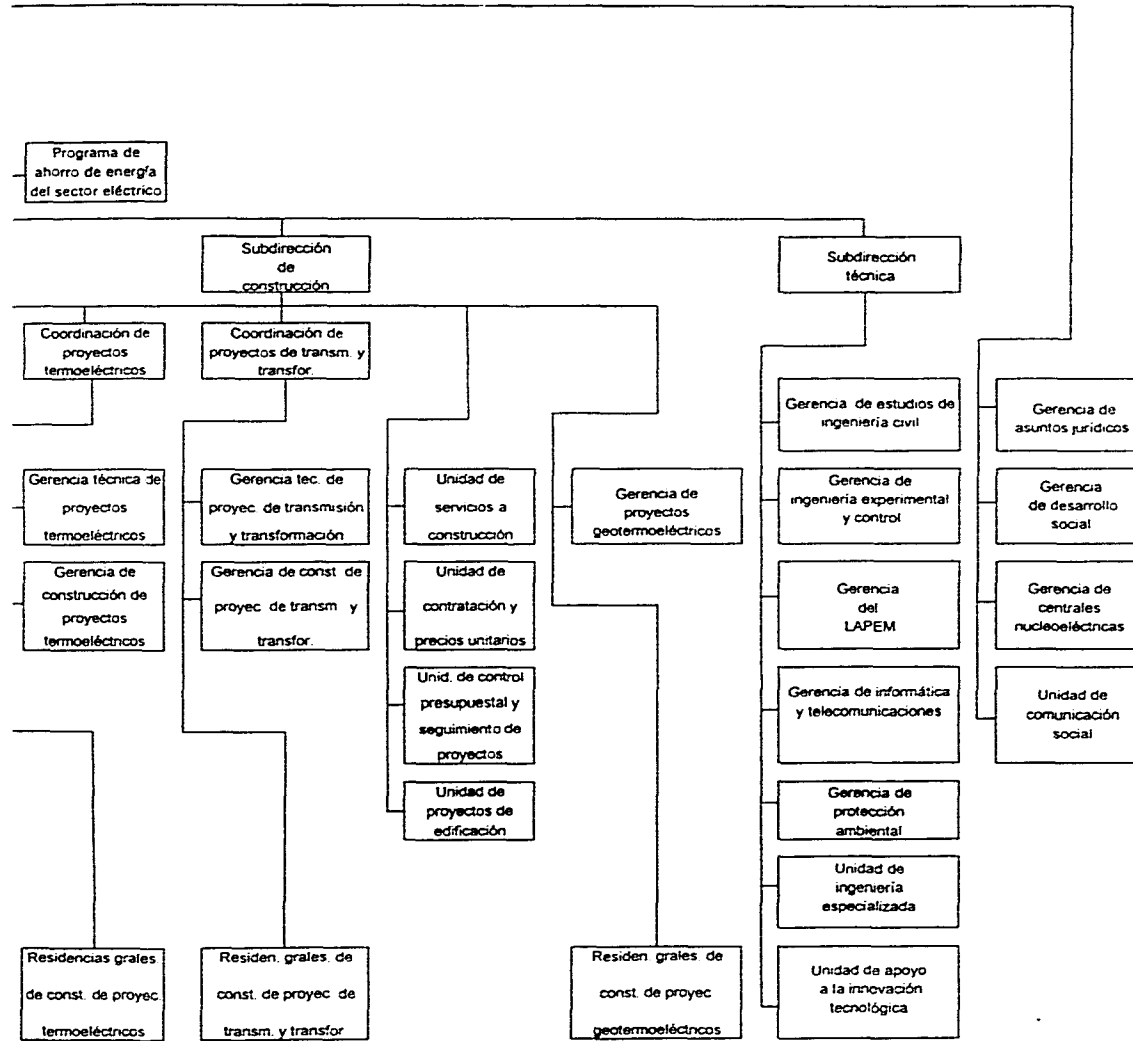 Programa de
ahorro de energía
del sector eléctrico
Subdirección
de
construcción
Subdirección
técnica
Coordinación de
proyectos
termoeléctricos
Coordinación de
proyectos de transm. y
transfor.
Gerencia de estudios de
ingeniería civil
Gerencia de
asuntos jurídicos
Gerencia técnica de
proyectos
termoeléctricos
Gerencia tec. de
proyec. de transmisión
y transformación
Unidad de
servicios a
construcción
Gerencia de
proyectos
geotermoeléctricos
Gerencia de
ingeniería experimental
y control
Gerencia
de desarrollo
social
Gerencia de
construcción de
proyectos
termoeléctricos
Gerencia de const. de
proyec. de transm y
transfor.
Unidad de
contratación y
precios unitarios
Gerencia
del
LAPEM
Gerencia de
centrales
nucleoeléctricas
Unid. de control
presupuestal y
seguimiento de
proyectos
Gerencia de informática
y telecomunicaciones
Unidad de
comunicación
social
Unidad de
proyectos de
edificación
Gerencia de
protección
ambiental
Unidad de
ingeniería
especializada
Residencias grales
de const. de proyec.
termoeléctricos
Residen. grales. de
const. de proyec. de
transm. y transfor
Residen. grales. de
const. de proyec
geotermoeléctricos
Unidad de apoyo
a la innovación
tecnológica